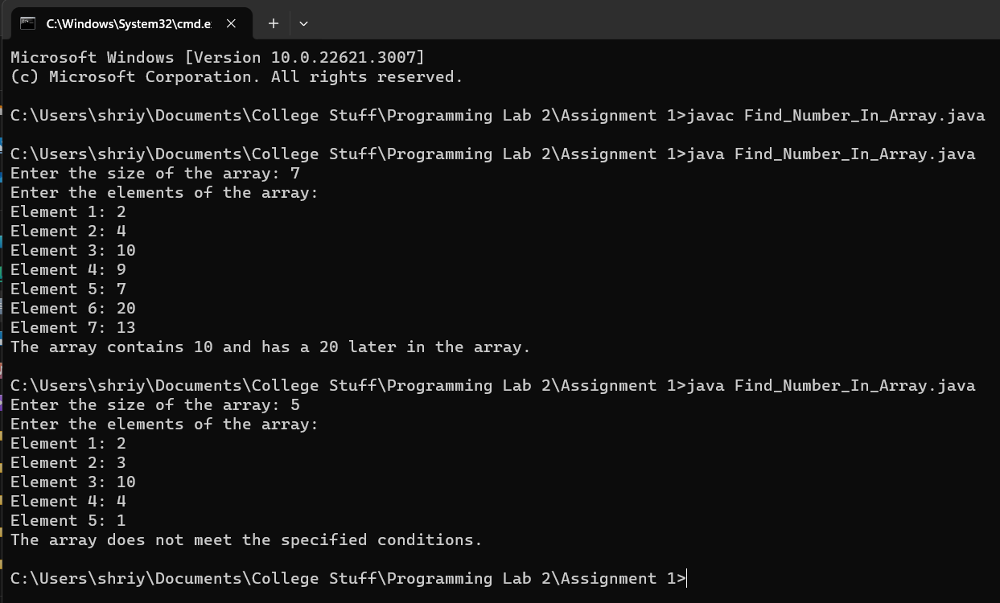 C:\Windows\System32\cmd.e
Microsoft Windows [Version 10.0.22621.3007]
(c) Microsoft Corporation. All rights reserved.
C:\Users\shriy\Documents\College Stuff\Programming Lab 2\Assignment 1>javac Find_Number_In_Array.java
C:\Users\shriy\Documents\College Stuff\Programming Lab 2\Assignment 1>java Find_Number_In_Array.java
Enter the size of the array: 7
Enter the elements of the array:
Element 1: 2
Element 2: 4
Element 3: 10
Element 4: 9
Element 5: 7
Element 6: 20
Element 7: 13
The array contains 10 and has a 20 later in the array.
C:\Users\shriy\Documents\College Stuff\Programming Lab 2\Assignment 1>java Find_Number_In_Array.java
Enter the size of the array: 5
Enter the elements of the array:
Element 1: 2
Element 2: 3
Element 3: 10
Element 4: 4
Element 5: 1
The array does not meet the specified conditions.
C:\Users\shriy\Documents\College Stuff\Programming Lab 2\Assignment 1>